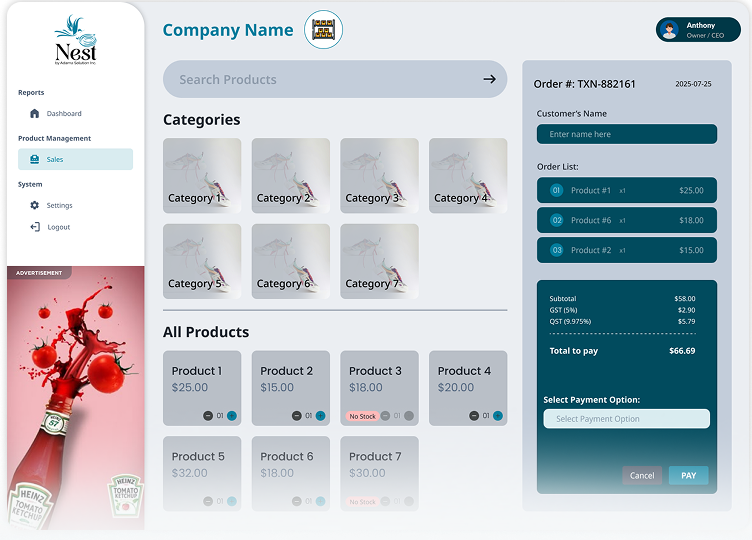 Nest
by Adams Solution Inc.
Reports
Dashboard
Product Management
Sales
System
Settings
Logout
ADVERTISEMENT
57
HEINZ
TOMATO
KETCHUP
HEINZ
TOMATO
KETCHUP
Company Name
Anthony
Owner / CEO
Search Products
Categories
Category 1
Category 2
Category 3
Category 4
Category 5
Category 6
Category 7
All Products
Product 1
$25.00
01
Product 2
$15.00
01
Product 3
$18.00
No Stock
01
Product 4
$20.00
01
Product 5
$32.00
01
Product 6
$18.00
01
Product 7
$30.00
No Stock
01
Order #: TXN-882161
2025-07-25
Customer's Name
Enter name here
Order List:
01 Product #1 x1 $25.00
02 Product #6 x1 $18.00
03 Product #2 x1 $15.00
Subtotal $58.00
GST (5%) $2.90
QST (9.975%) $5.79
Total to pay $66.69
Select Payment Option:
Select Payment Option
Cancel
PAY